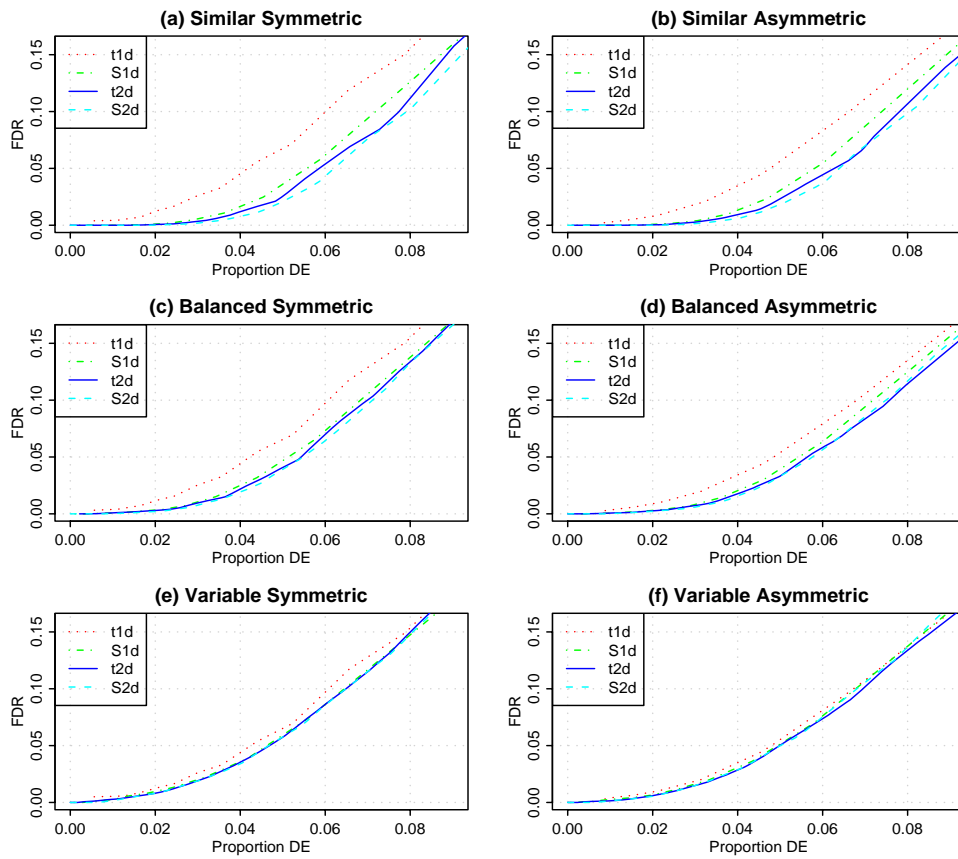 (a) Similar Symmetric
t1d
S1d
t2d
S2d
FDR
0.00 0.05 0.10 0.15
0.00 0.02 0.04 0.06 0.08
Proportion DE
(b) Similar Asymmetric
t1d
S1d
t2d
S2d
FDR
0.00 0.05 0.10 0.15
0.00 0.02 0.04 0.06 0.08
Proportion DE
(c) Balanced Symmetric
t1d
S1d
t2d
S2d
FDR
0.00 0.05 0.10 0.15
0.00 0.02 0.04 0.06 0.08
Proportion DE
(d) Balanced Asymmetric
t1d
S1d
t2d
S2d
FDR
0.00 0.05 0.10 0.15
0.00 0.02 0.04 0.06 0.08
Proportion DE
(e) Variable Symmetric
t1d
S1d
t2d
S2d
FDR
0.00 0.05 0.10 0.15
0.00 0.02 0.04 0.06 0.08
Proportion DE
(f) Variable Asymmetric
t1d
S1d
t2d
S2d
FDR
0.00 0.05 0.10 0.15
0.00 0.02 0.04 0.06 0.08
Proportion DE